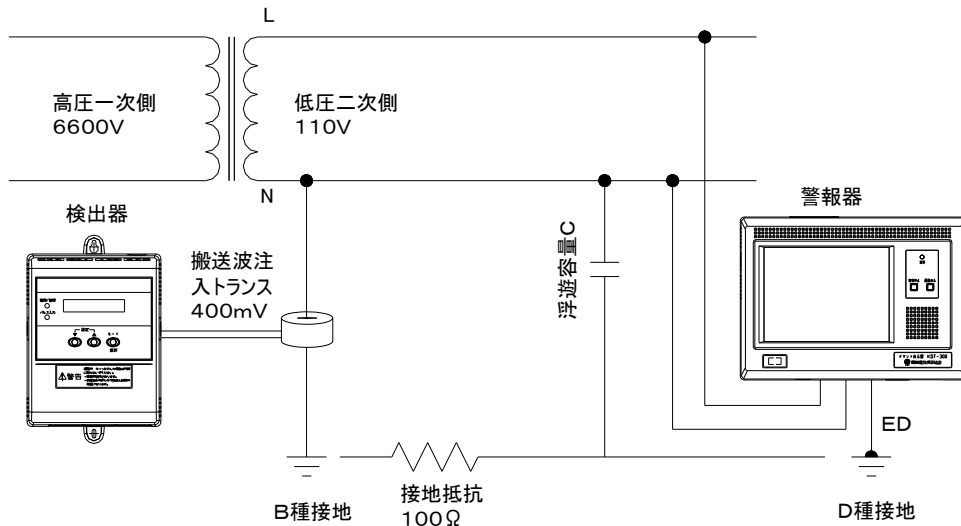 L
高圧一次側
6600V
低圧二次側
110V
N
検出器
搬送波注
入トランス
400mV
浮遊容量C
警報器
警告
ED
B種接地
接地抵抗
100Ω
D種接地